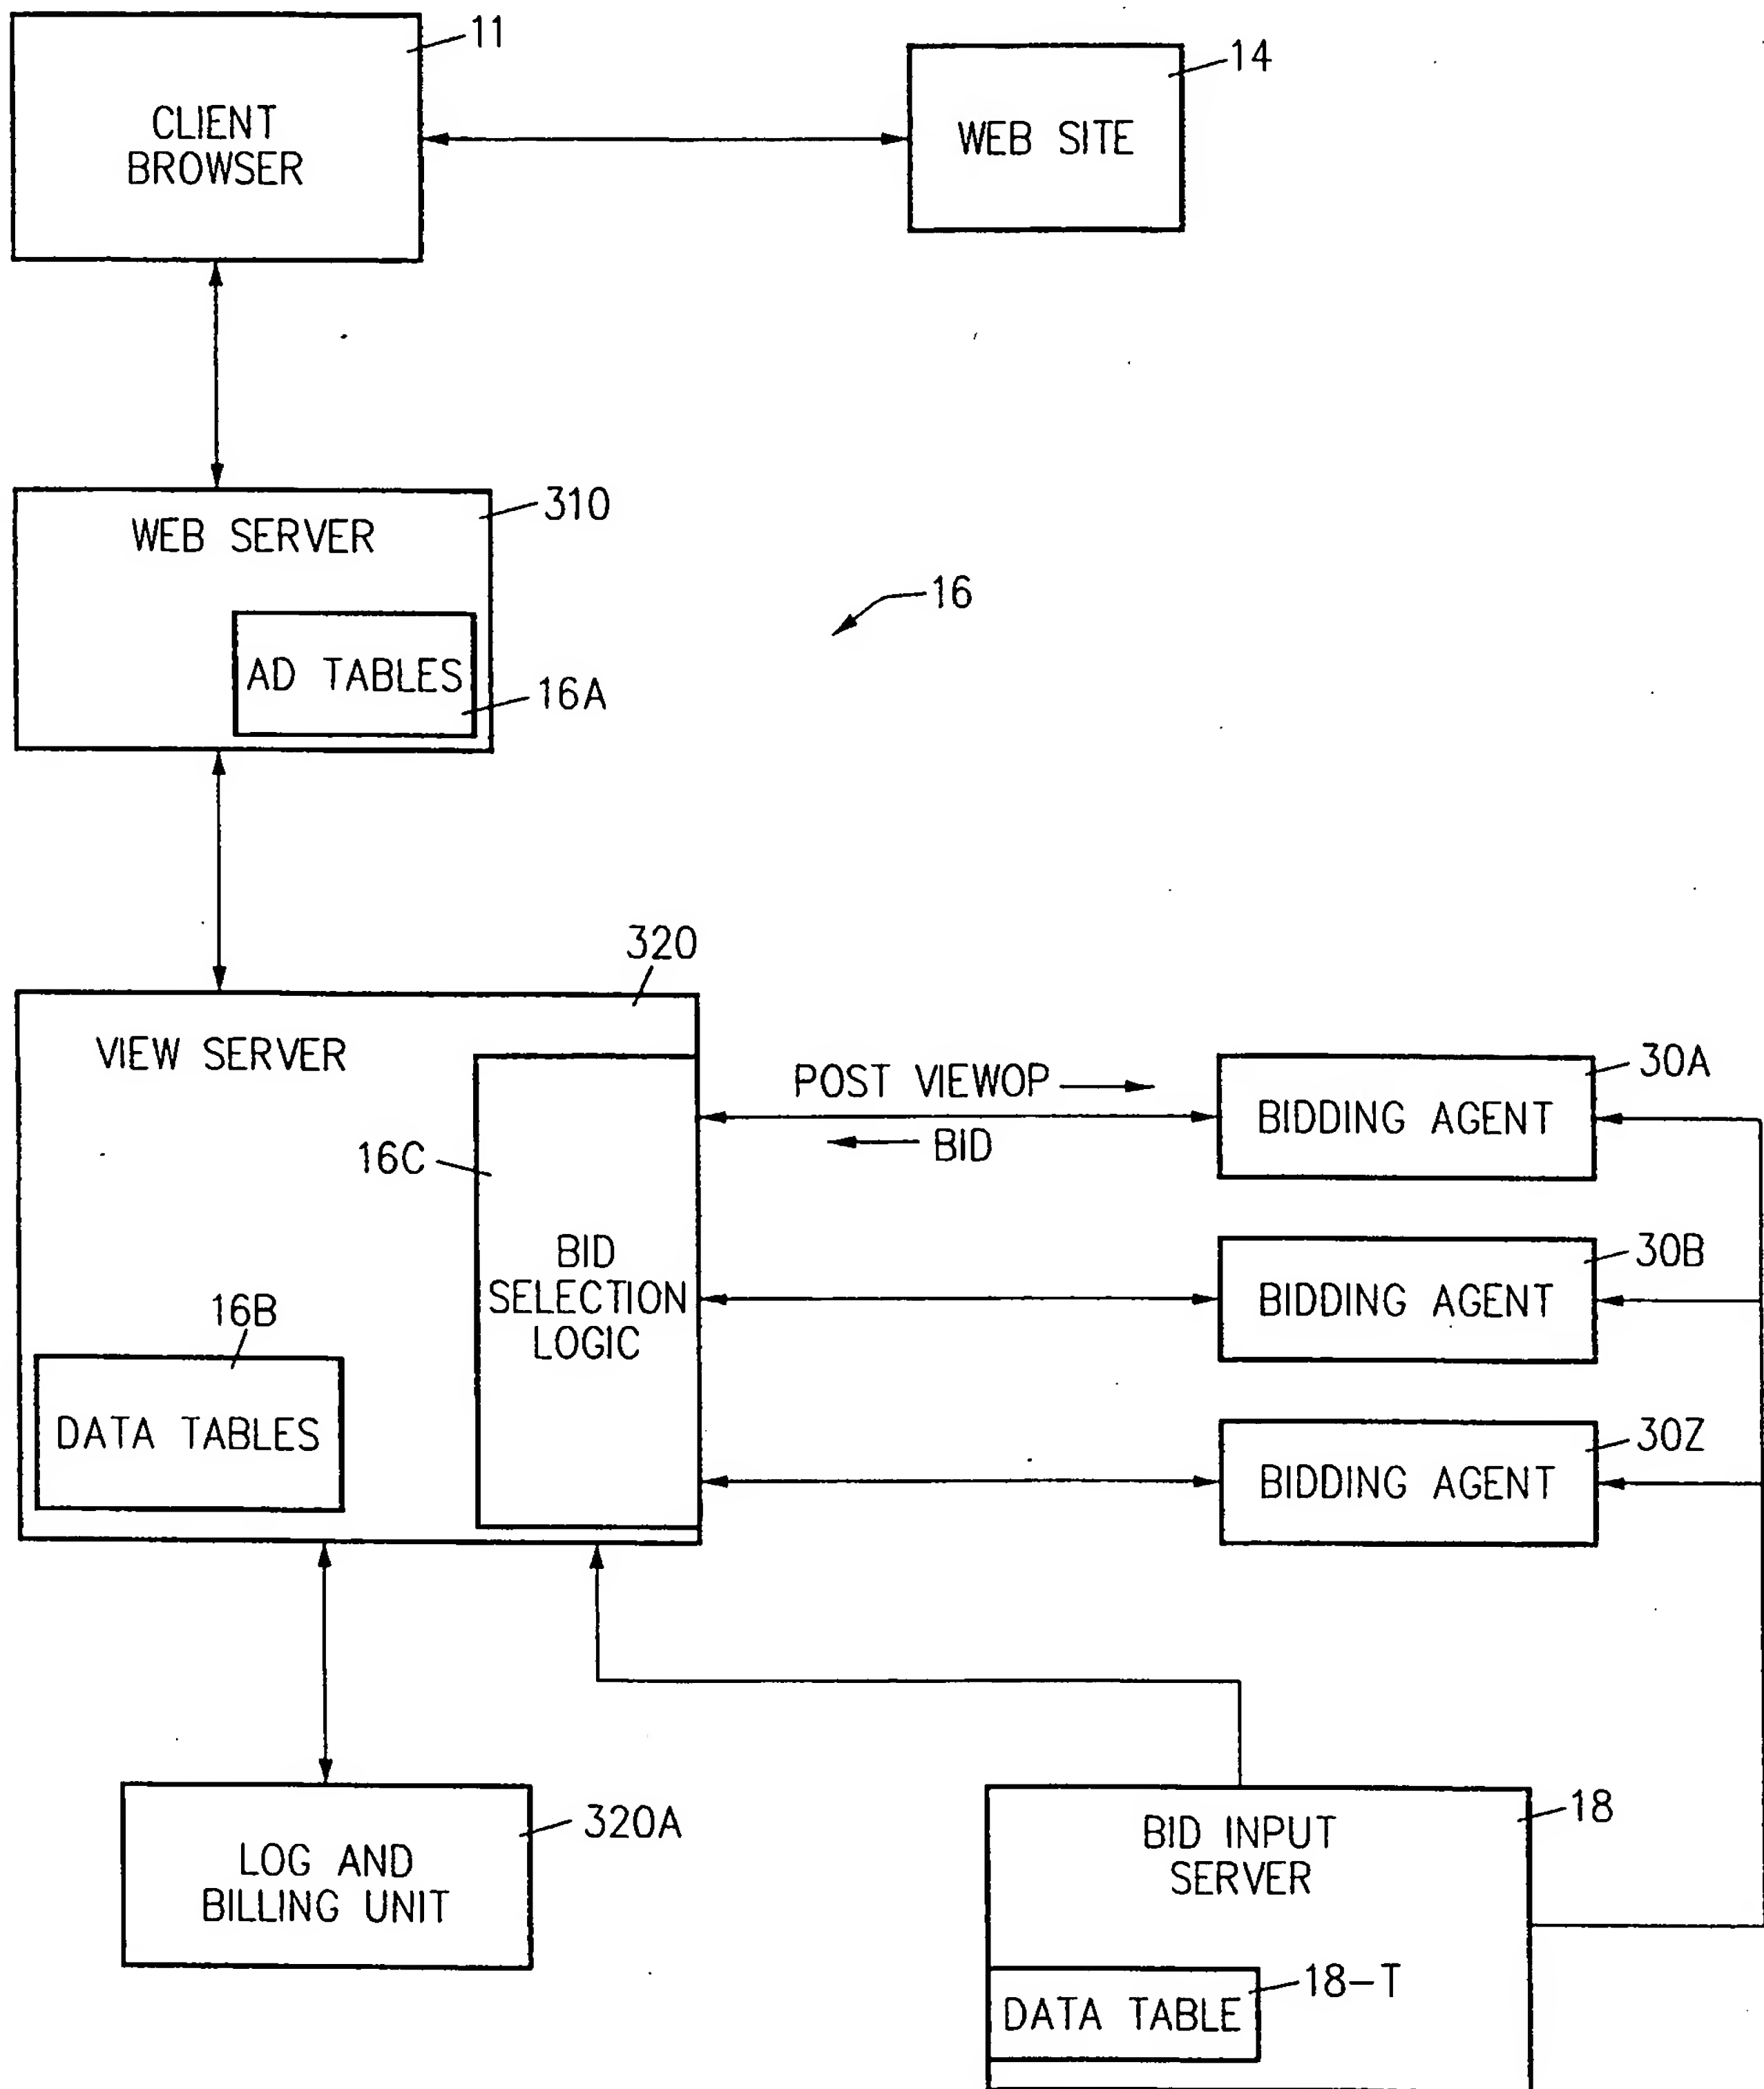 11
CLIENT
BROWSER
14
WEB SITE
310
WEB SERVER
16
AD TABLES
16A
320
VIEW SERVER
POST VIEWOP
BID
30A
BIDDING AGENT
16C
BID
SELECTION
LOGIC
30B
BIDDING AGENT
16B
DATA TABLES
30Z
BIDDING AGENT
320A
LOG AND
BILLING UNIT
18
BID INPUT
SERVER
18-T
DATA TABLE